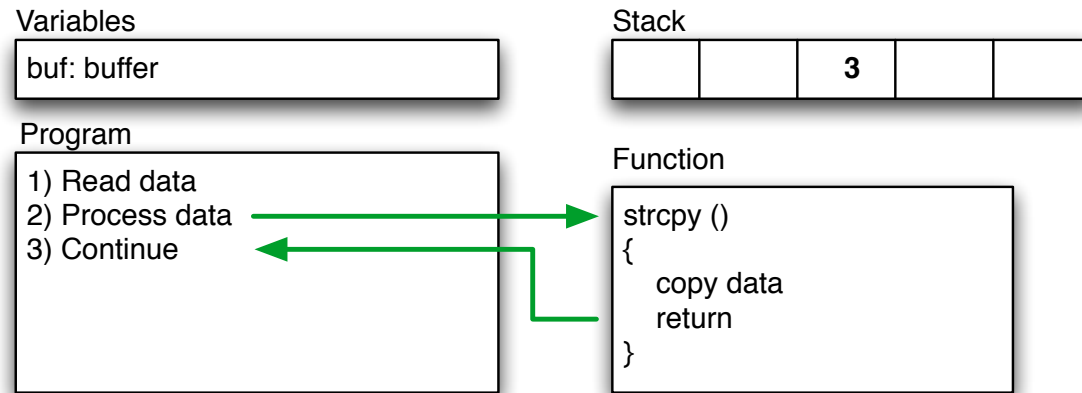 Variables
buf: buffer
Stack
3
Program
1) Read data
2) Process data
3) Continue
Function
strcpy ()
{
copy data
return
}